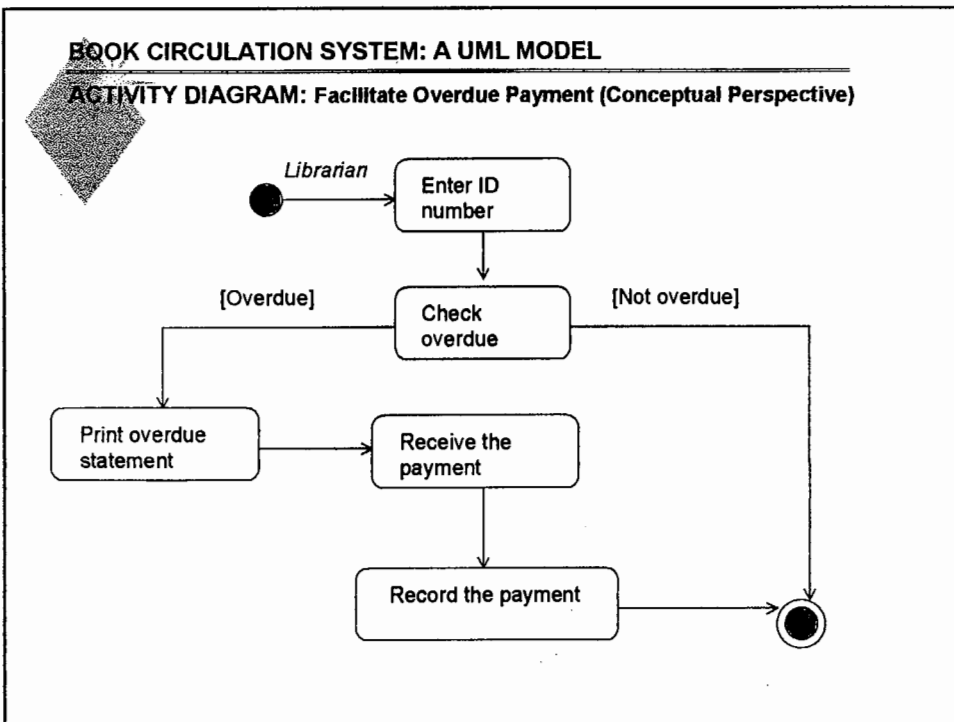 BOOK CIRCULATION SYSTEM: A UML MODEL
ACTIVITY DIAGRAM: Facilitate Overdue Payment (Conceptual Perspective)
Librarian
Enter ID
number
[Overdue]
[Not overdue]
Check
overdue
Print overdue
statement
Receive the
payment
Record the payment